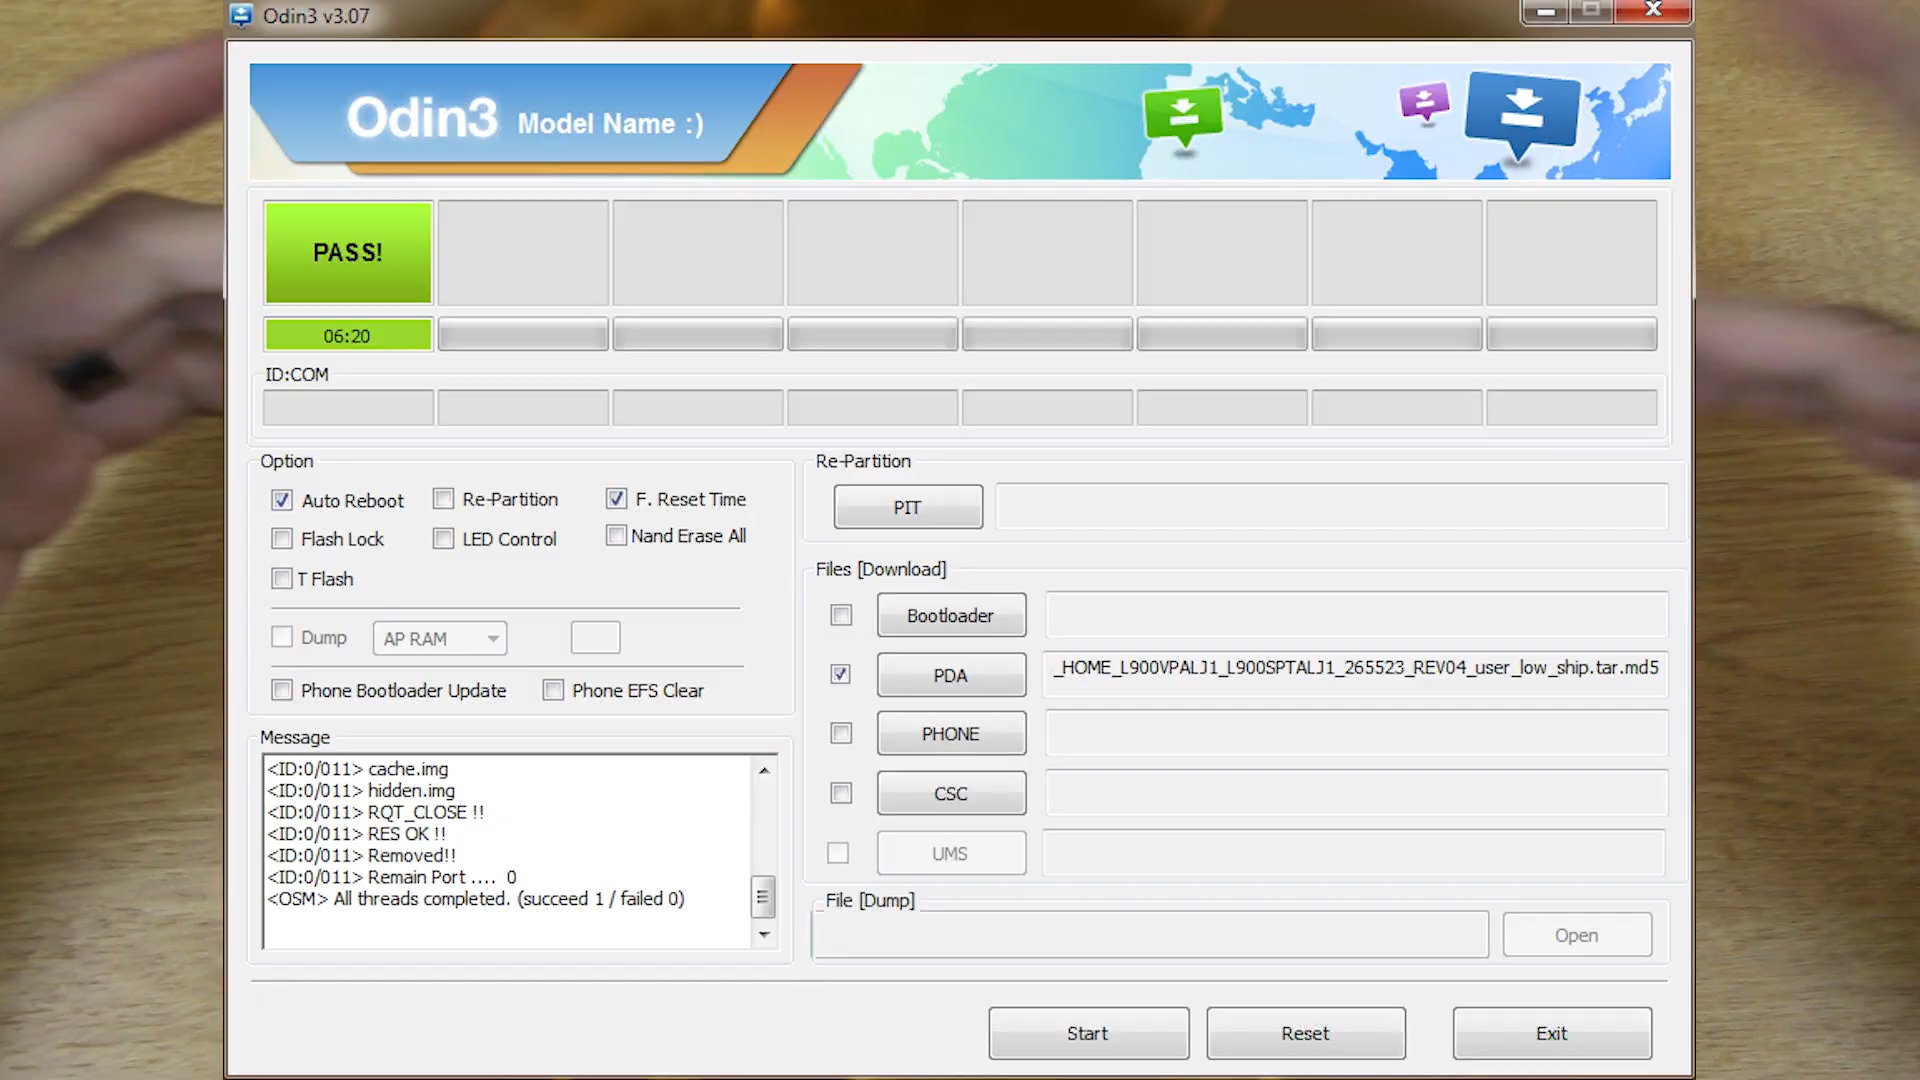 Odin3 v3.07
Odin3 Model Name :)
PASS!
06:20
ID:COM
Option
Auto Reboot Re-Partition F. Reset Time
Flash Lock LED Control Nand Erase All
T Flash
Dump AP RAM
Phone Bootloader Update Phone EFS Clear
Message
<ID:0/011> cache.img
<ID:0/011> hidden.img
<ID:0/011> RQT_CLOSE !!
<ID:0/011> RES OK !!
<ID:0/011> Removed!!
<ID:0/011> Remain Port .... 0
<OSM> All threads completed. (succeed 1 / failed 0)
Re-Partition
PIT
Files [Download]
Bootloader
PDA _HOME_L900VPALJ1_L900SPTALJ1_265523_REV04_user_low_ship.tar.md5
PHONE
CSC
UMS
File [Dump]
Open
Start Reset Exit